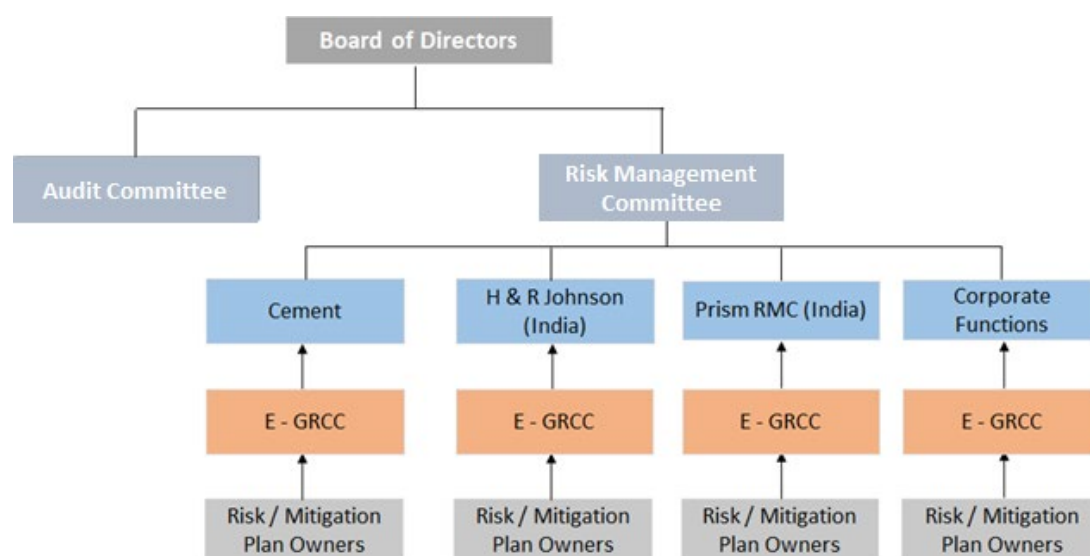 Board of Directors
Audit Committee
Risk Management
Committee
Cement
H & R Johnson
(India)
Prism RMC (India)
Corporate
Functions
E - GRCC
E - GRCC
E - GRCC
E - GRCC
Risk / Mitigation
Plan Owners
Risk / Mitigation
Plan Owners
Risk / Mitigation
Plan Owners
Risk / Mitigation
Plan Owners